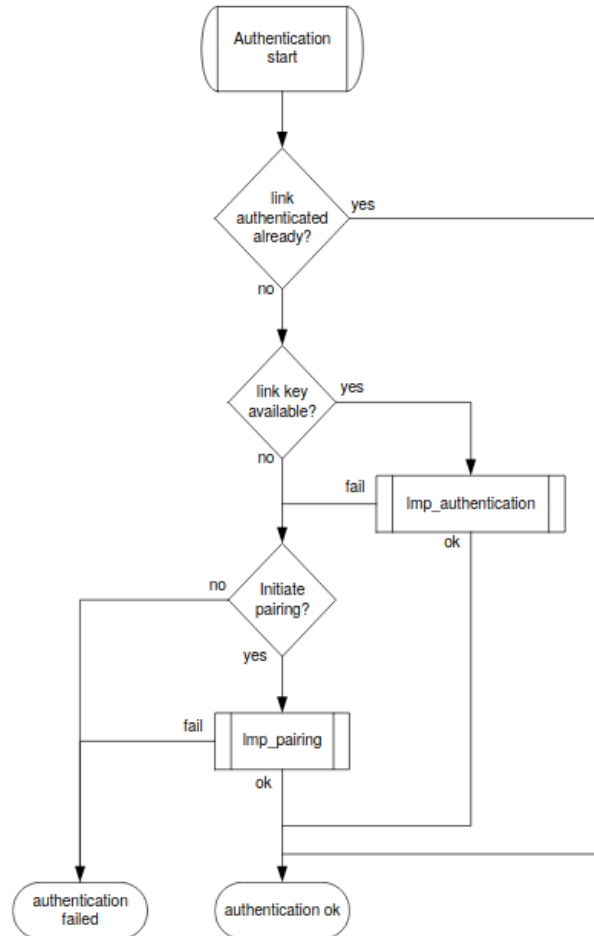 Authentication
start
link
authenticated
already?
yes
no
link key
available?
yes
no
fail
lmp_authentication
ok
no
Initiate
pairing?
yes
fail
lmp_pairing
ok
authentication
failed
authentication ok